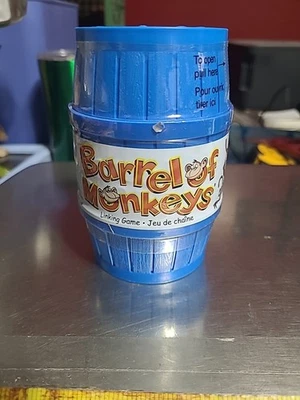 To open
pull here
Pour ouvrir,
tirer ici
Barrel of
Monkeys
Linking Game • Jeu de chaîne